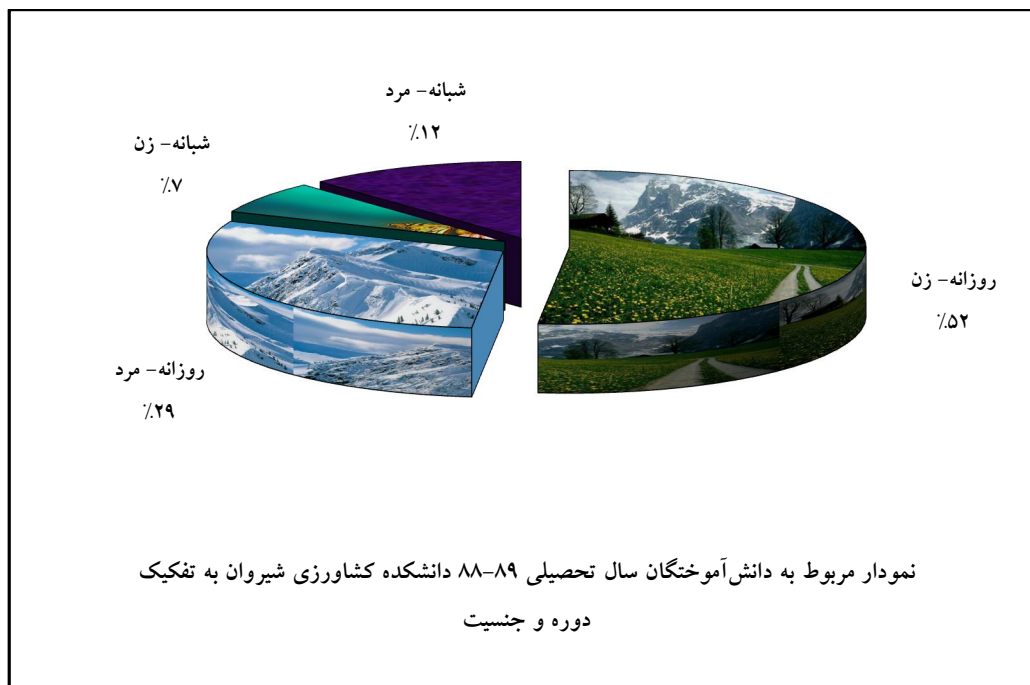 شبانه- مرد
٪۱۲
شبانه- زن
٪۷
روزانه- زن
٪۵۲
روزانه- مرد
٪۲۹
نمودار مربوط به دانش‌آموختگان سال تحصیلی ۸۹-۸۸ دانشکده کشاورزی شیروان به تفکیک
دوره و جنسیت